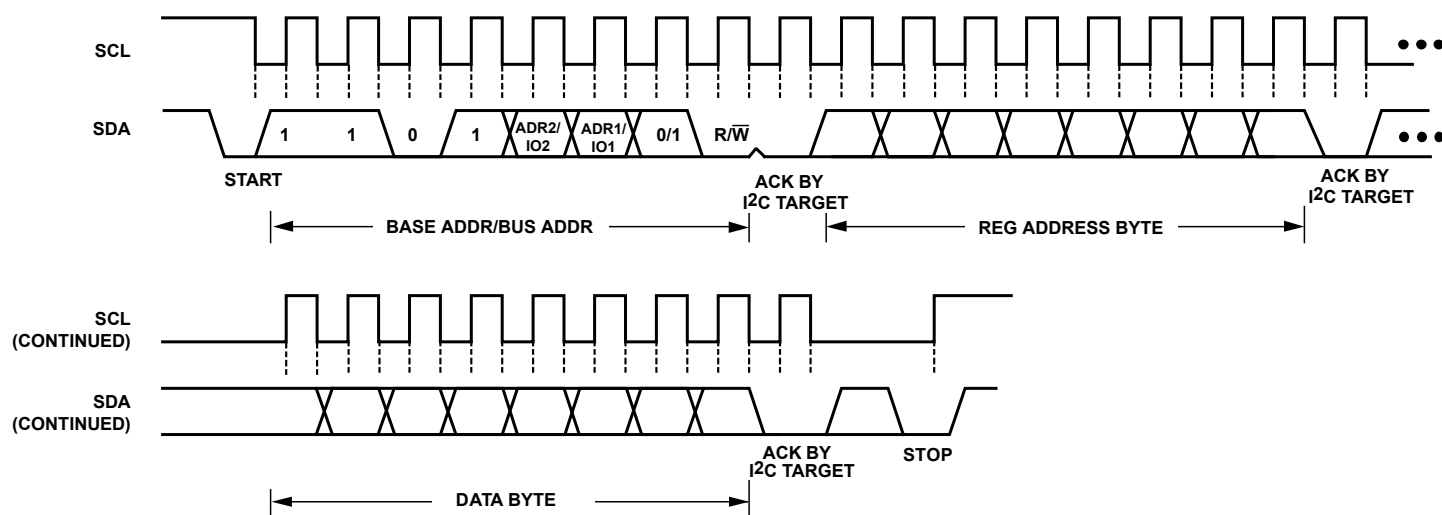 SCL
SDA
1 1 0 1 ADR2/ ADR1/ 0/1 R/W̅
IO2 IO1
START
ACK BY
I²C TARGET
ACK BY
I²C TARGET
BASE ADDR/BUS ADDR
REG ADDRESS BYTE
SCL
(CONTINUED)
SDA
(CONTINUED)
ACK BY
I²C TARGET
STOP
DATA BYTE